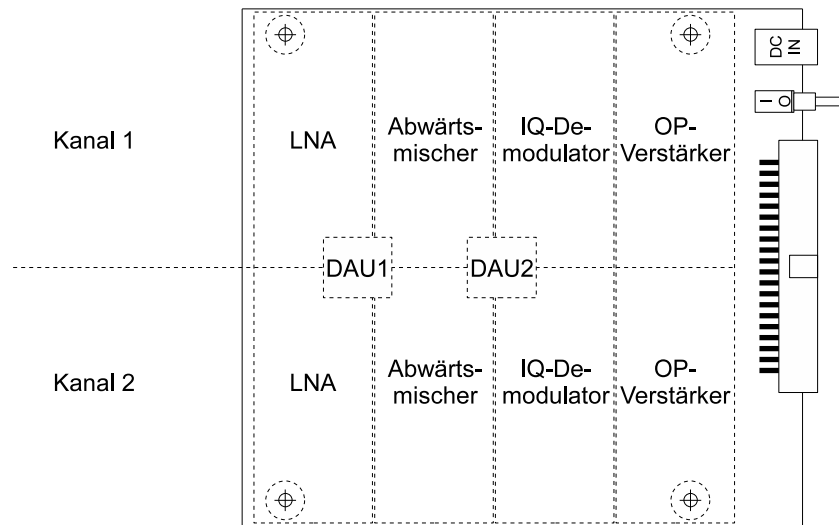 DC
IN
I O
Kanal 1
LNA
Abwärts-
mischer
IQ-De-
modulator
OP-
Verstärker
DAU1
DAU2
Kanal 2
LNA
Abwärts-
mischer
IQ-De-
modulator
OP-
Verstärker